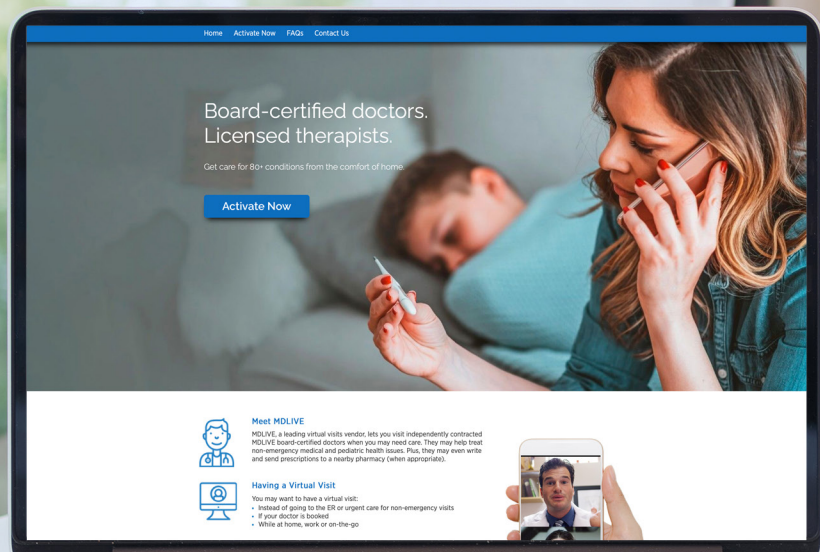 Home Activate Now FAQs Contact Us
Board-certified doctors.
Licensed therapists.
Get care for 80+ conditions from the comfort of home.
Activate Now
Meet MDLIVE
MDLIVE, a leading virtual visits vendor, lets you visit independently contracted
MDLIVE board-certified doctors when you may need care. They may help treat
non-emergency medical and pediatric health issues. Plus, they may even write
and send prescriptions to a nearby pharmacy (when appropriate).
Having a Virtual Visit
You may want to have a virtual visit:
• Instead of going to the ER or urgent care for non-emergency visits
• If your doctor is booked
• While at home, work or on-the-go